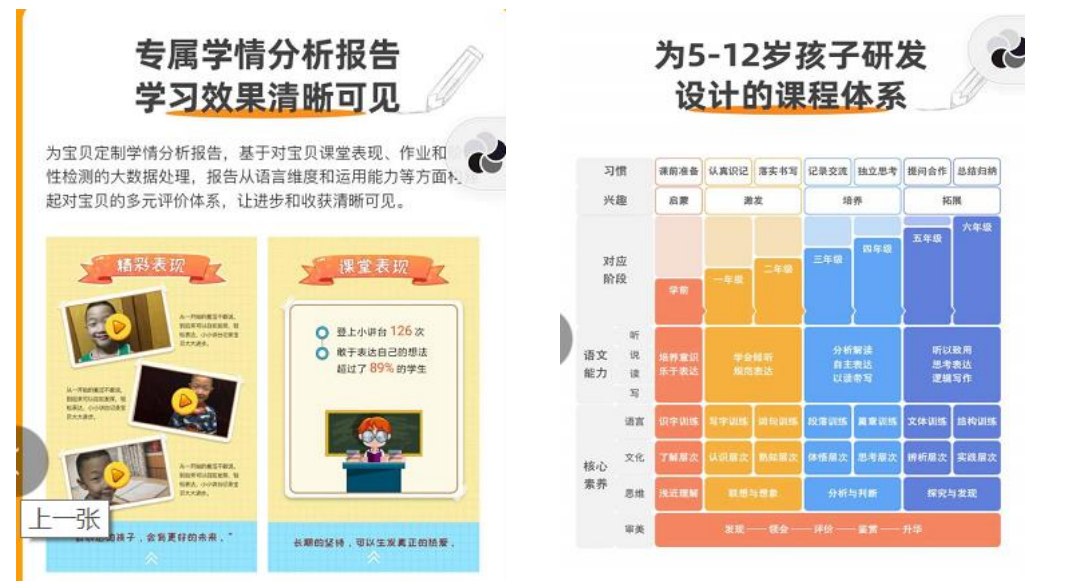 专属学情分析报告
学习效果清晰可见
为宝贝定制学情分析报告，基于对宝贝课堂表现、作业和
性检测的大数据处理，报告从语言维度和运用能力等方面构
起对宝贝的多元评价体系，让进步和收获清晰可见。
精彩表现
课堂表现
登上小讲台 126 次
敢于表达自己的想法
超过了 89% 的学生
上一张
孩子，会有更好的未来。”
长期的坚持，可以生发真正的热爱。
为5-12岁孩子研发
设计的课程体系
习惯 课前准备 认真识记 落实书写 记录交流 独立思考 提问合作 总结归纳
兴趣 启蒙 激发 培养 拓展
对应
阶段
学前 一年级 二年级 三年级 四年级 五年级 六年级
语文
能力
听
说
读
写
培养意识
乐于表达
学会倾听
规范表达
分析解读
自主表达
以读带写
听以致用
思考表达
逻辑写作
核心
素养
语言 识字训练 写字训练 词句训练 段落训练 篇章训练 文体训练 结构训练
文化 了解层次 认识层次 熟知层次 体悟层次 思考层次 辨析层次 实践层次
思维 浅近理解 联想与想象 分析与判断 探究与发现
审美 发现 — 领会 — 评价 — 鉴赏 — 升华